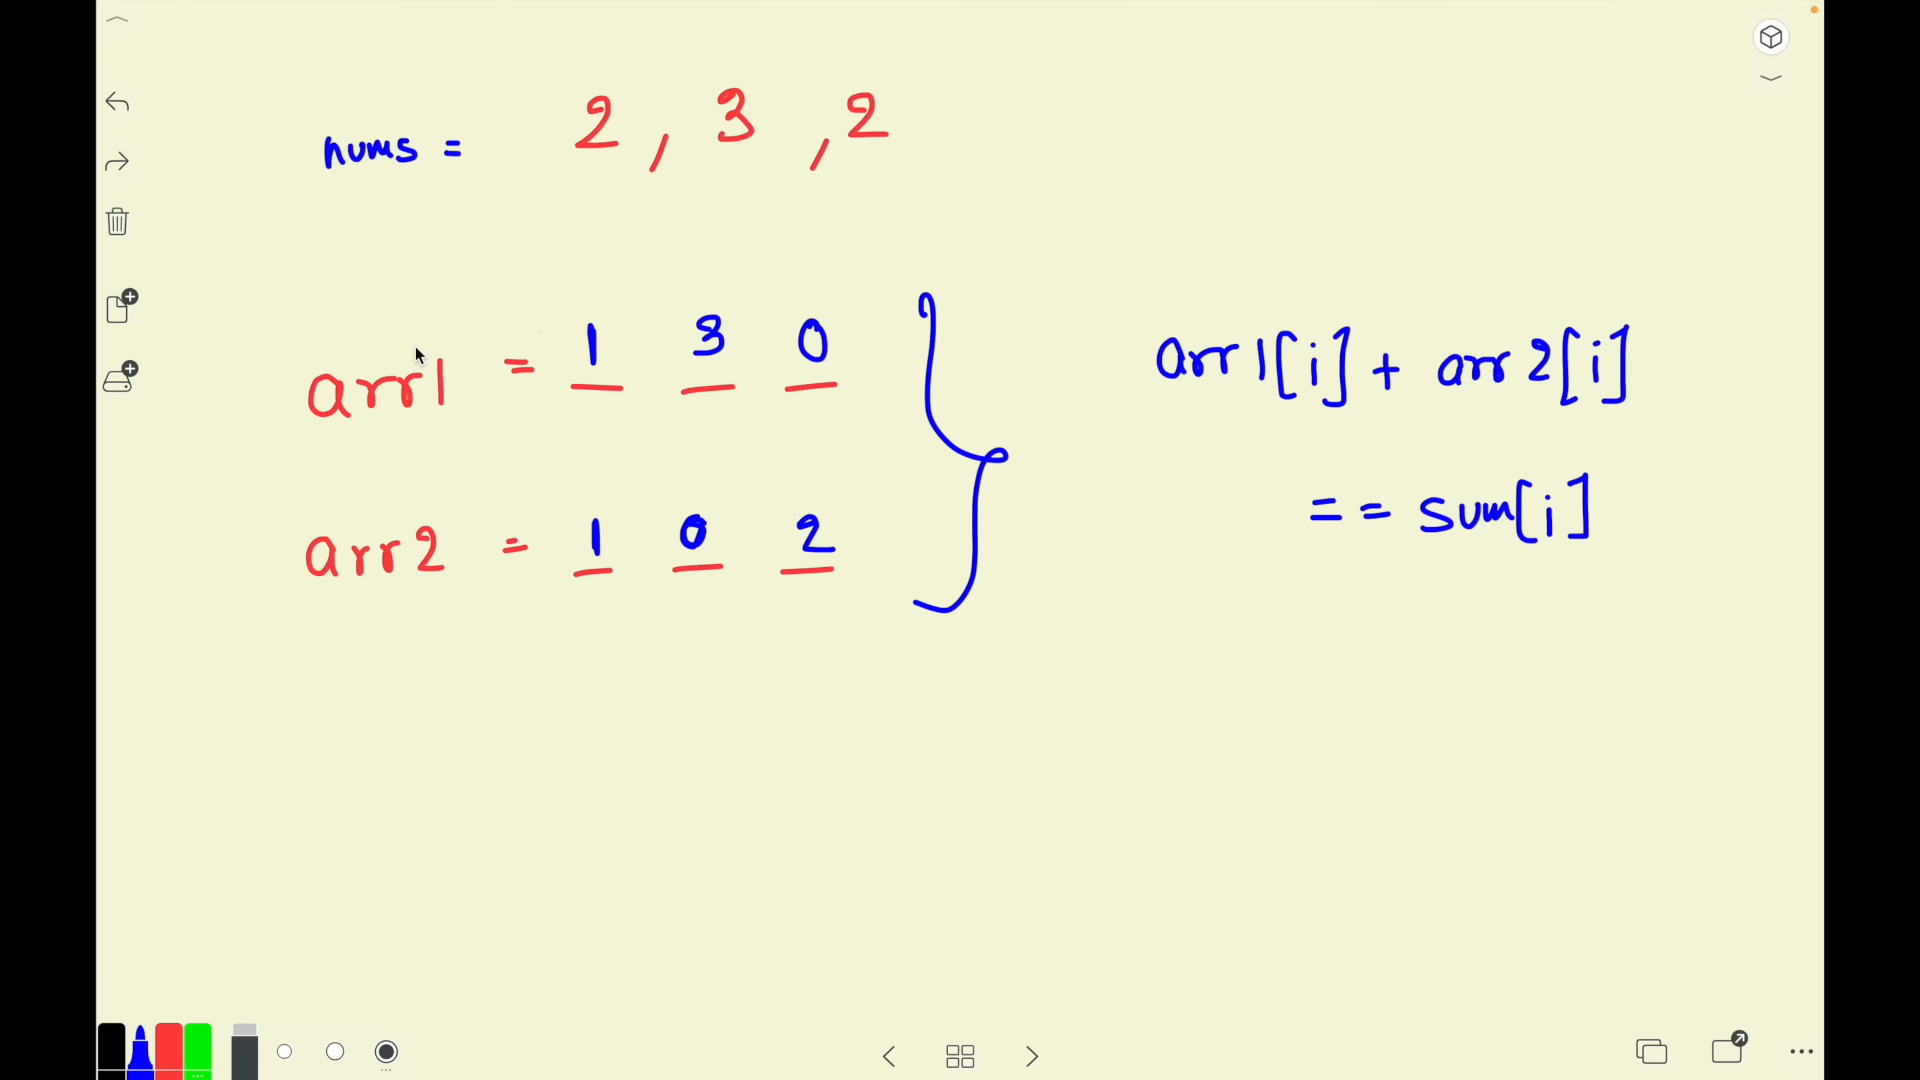 nums = 2 , 3 , 2
arr1 = 1 3 0
arr2 = 1 0 2
arr1[i] + arr2[i]
== sum[i]